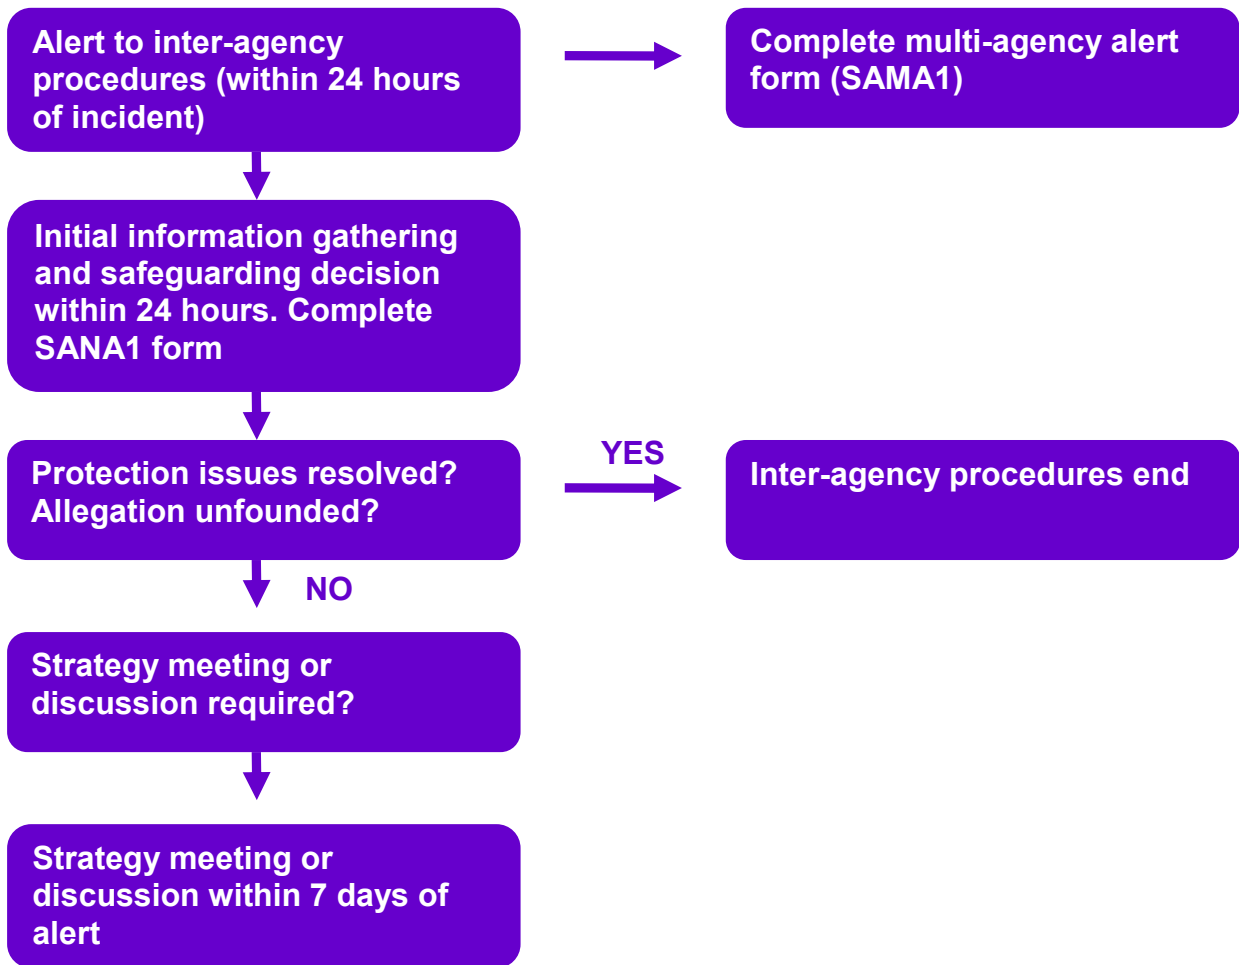 Alert to inter-agency
procedures (within 24 hours
of incident)
Complete multi-agency alert
form (SAMA1)
Initial information gathering
and safeguarding decision
within 24 hours. Complete
SANA1 form
Protection issues resolved?
Allegation unfounded?
YES
Inter-agency procedures end
NO
Strategy meeting or
discussion required?
Strategy meeting or
discussion within 7 days of
alert